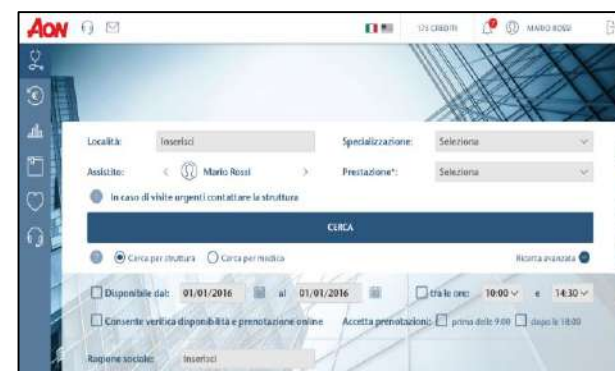 AON 175 CREDITI 7 MARIO ROSSI
Località: Inserisci Specializzazione: Seleziona
Assistito: < Mario Rossi > Prestazione*: Seleziona
In caso di visite urgenti contattare la struttura
CERCA
Cerca per struttura Cerca per medico Ricerca avanzata
Disponibile dal: 01/01/2016 al 01/01/2016 tra le ore: 10:00 e 14:30
Consente verifica disponibilità e prenotazione online Accetta prenotazioni: prima delle 9:00 dopo le 18:00
Ragione sociale: Inserisci